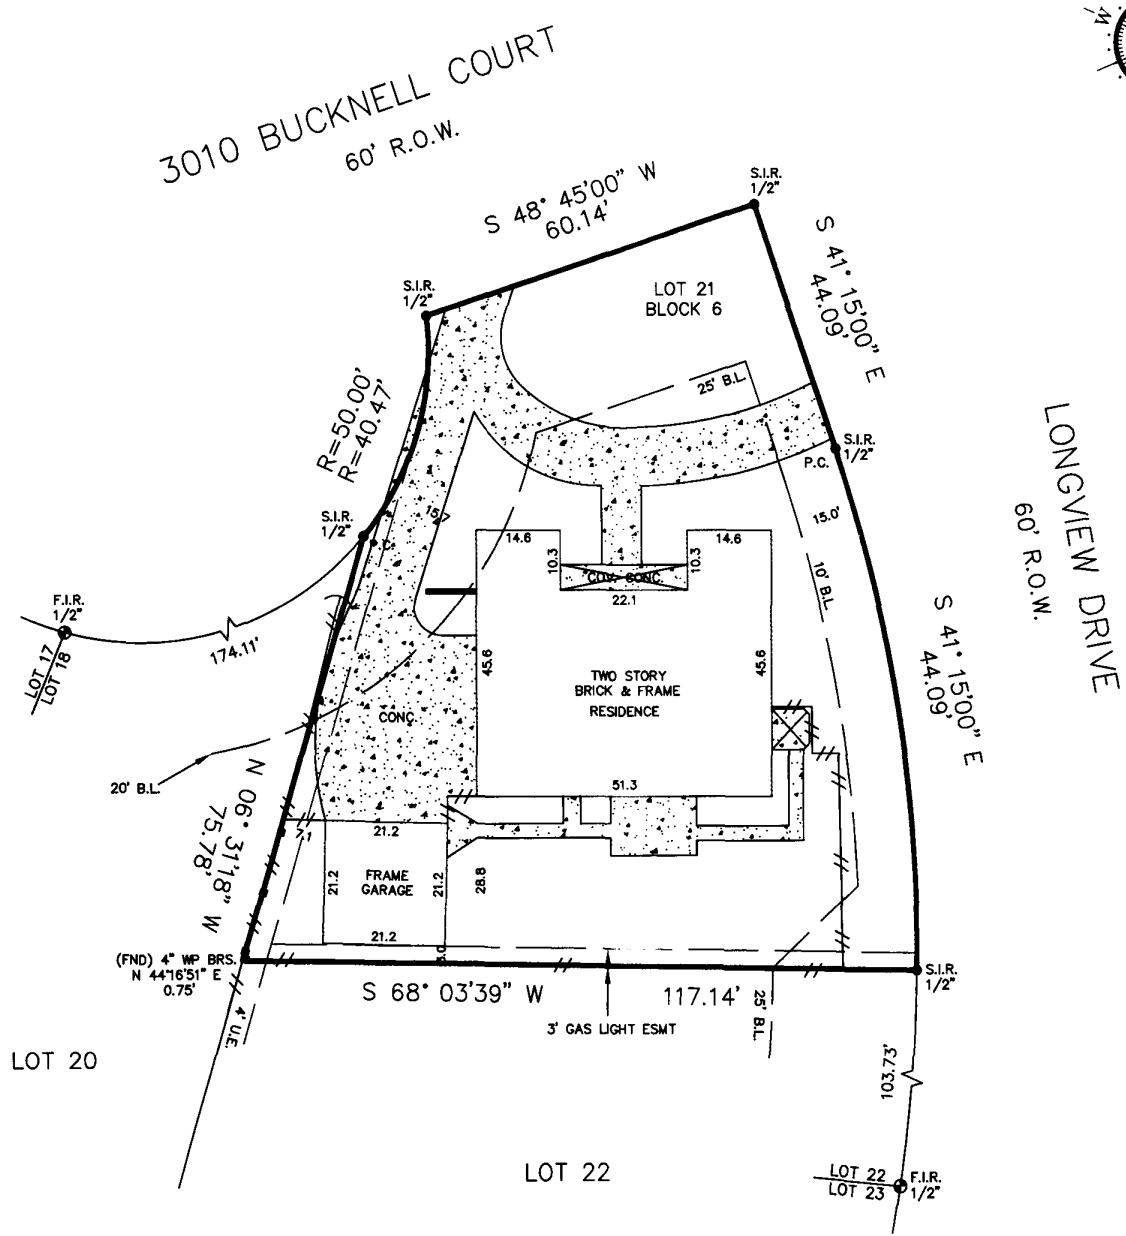 3010 BUCKNELL COURT
60' R.O.W.
N
S 48° 45'00" W
60.14'
S.I.R.
1/2"
S.I.R.
1/2"
LOT 21
BLOCK 6
S 41° 15'00" E
44.09'
25' B.L.
R=50.00'
R=40.47'
S.I.R.
1/2"
P.C.
LONGVIEW DRIVE
60' R.O.W.
S.I.R.
1/2"
P.C.
15.7
14.6
10.3
10.3
14.6
COV. CONC.
22.1
15.0'
10' B.L.
F.I.R.
1/2"
LOT 17
LOT 18
174.11'
45.6
45.6
TWO STORY
BRICK & FRAME
RESIDENCE
S 41° 15'00" E
44.09'
CONC.
20' B.L.
51.3
N 06° 31'18" W
75.78'
7.1
21.2
21.2
FRAME
GARAGE
21.2
28.8
21.2
(FND) 4" WP BRS.
N 44°16'51" E
0.75'
S 68° 03'39" W
117.14'
S.I.R.
1/2"
4' U.E.
3' GAS LIGHT ESMT
25' B.L.
LOT 20
103.73'
LOT 22
LOT 22
LOT 23
F.I.R.
1/2"